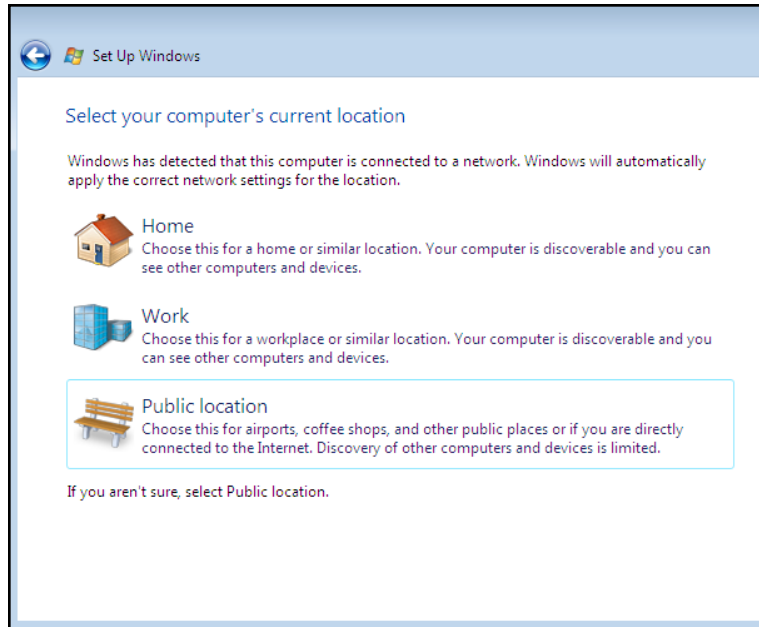 Set Up Windows
Select your computer's current location
Windows has detected that this computer is connected to a network. Windows will automatically
apply the correct network settings for the location.
Home
Choose this for a home or similar location. Your computer is discoverable and you can
see other computers and devices.
Work
Choose this for a workplace or similar location. Your computer is discoverable and you
can see other computers and devices.
Public location
Choose this for airports, coffee shops, and other public places or if you are directly
connected to the Internet. Discovery of other computers and devices is limited.
If you aren't sure, select Public location.